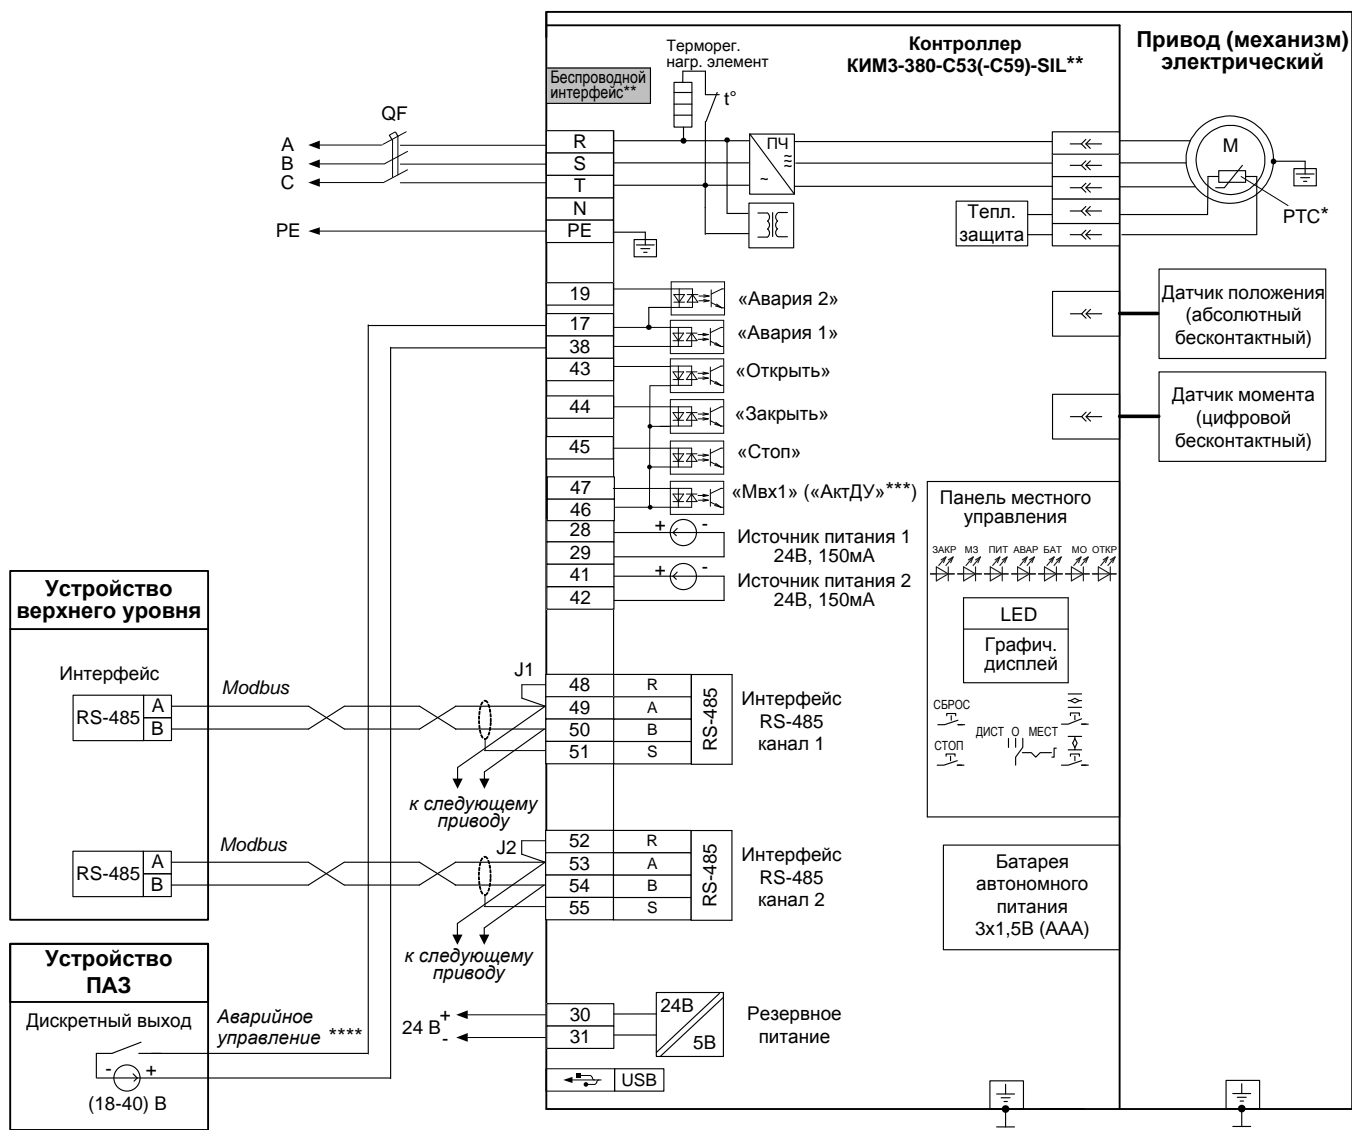 Контроллер
КИМ3-380-С53(-С59)-SIL**
Привод (механизм)
электрический
Терморег.
нагр. элемент
Беспроводной
интерфейс**
t°
QF
A
B
C
PE
R
S
T
N
PE
ПЧ
~
Тепл.
защита
M
PTC*
19
17
38
43
44
45
47
46
28
29
41
42
«Авария 2»
«Авария 1»
«Открыть»
«Закрыть»
«Стоп»
«Мвх1» («АктДУ»***)
+ -
Источник питания 1
24В, 150мА
+ -
Источник питания 2
24В, 150мА
Датчик положения
(абсолютный
бесконтактный)
Датчик момента
(цифровой
бесконтактный)
Панель местного
управления
ЗАКР МЗ ПИТ АВАР БАТ МО ОТКР
LED
Графич.
дисплей
СБРОС
СТОП
ДИСТ О МЕСТ
Батарея
автономного
питания
3х1,5В (ААА)
Устройство
верхнего уровня
Интерфейс
RS-485
A
B
Modbus
J1
48 R
49 A
50 B
51 S
RS-485
Интерфейс
RS-485
канал 1
к следующему
приводу
RS-485
A
B
Modbus
J2
52 R
53 A
54 B
55 S
RS-485
Интерфейс
RS-485
канал 2
к следующему
приводу
Устройство
ПАЗ
Дискретный выход
- +
(18-40) В
Аварийное
управление ****
24 В
+
-
30
31
24В
5В
Резервное
питание
USB